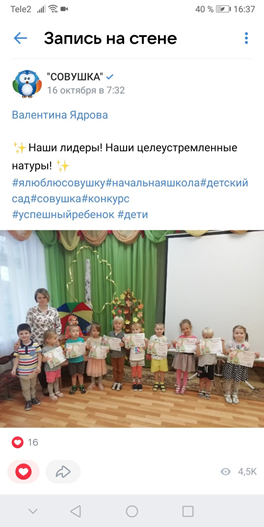 Tele2 40 % 16:37
Запись на стене
"СОВУШКА"
16 октября в 7:32
Валентина Ядрова
✨Наши лидеры! Наши целеустремленные
натуры! ✨
#ялюблюсовушку#начальнаяшкола#детский
сад#совушка#конкурс
#успешныйребенок #дети
16
4,5K